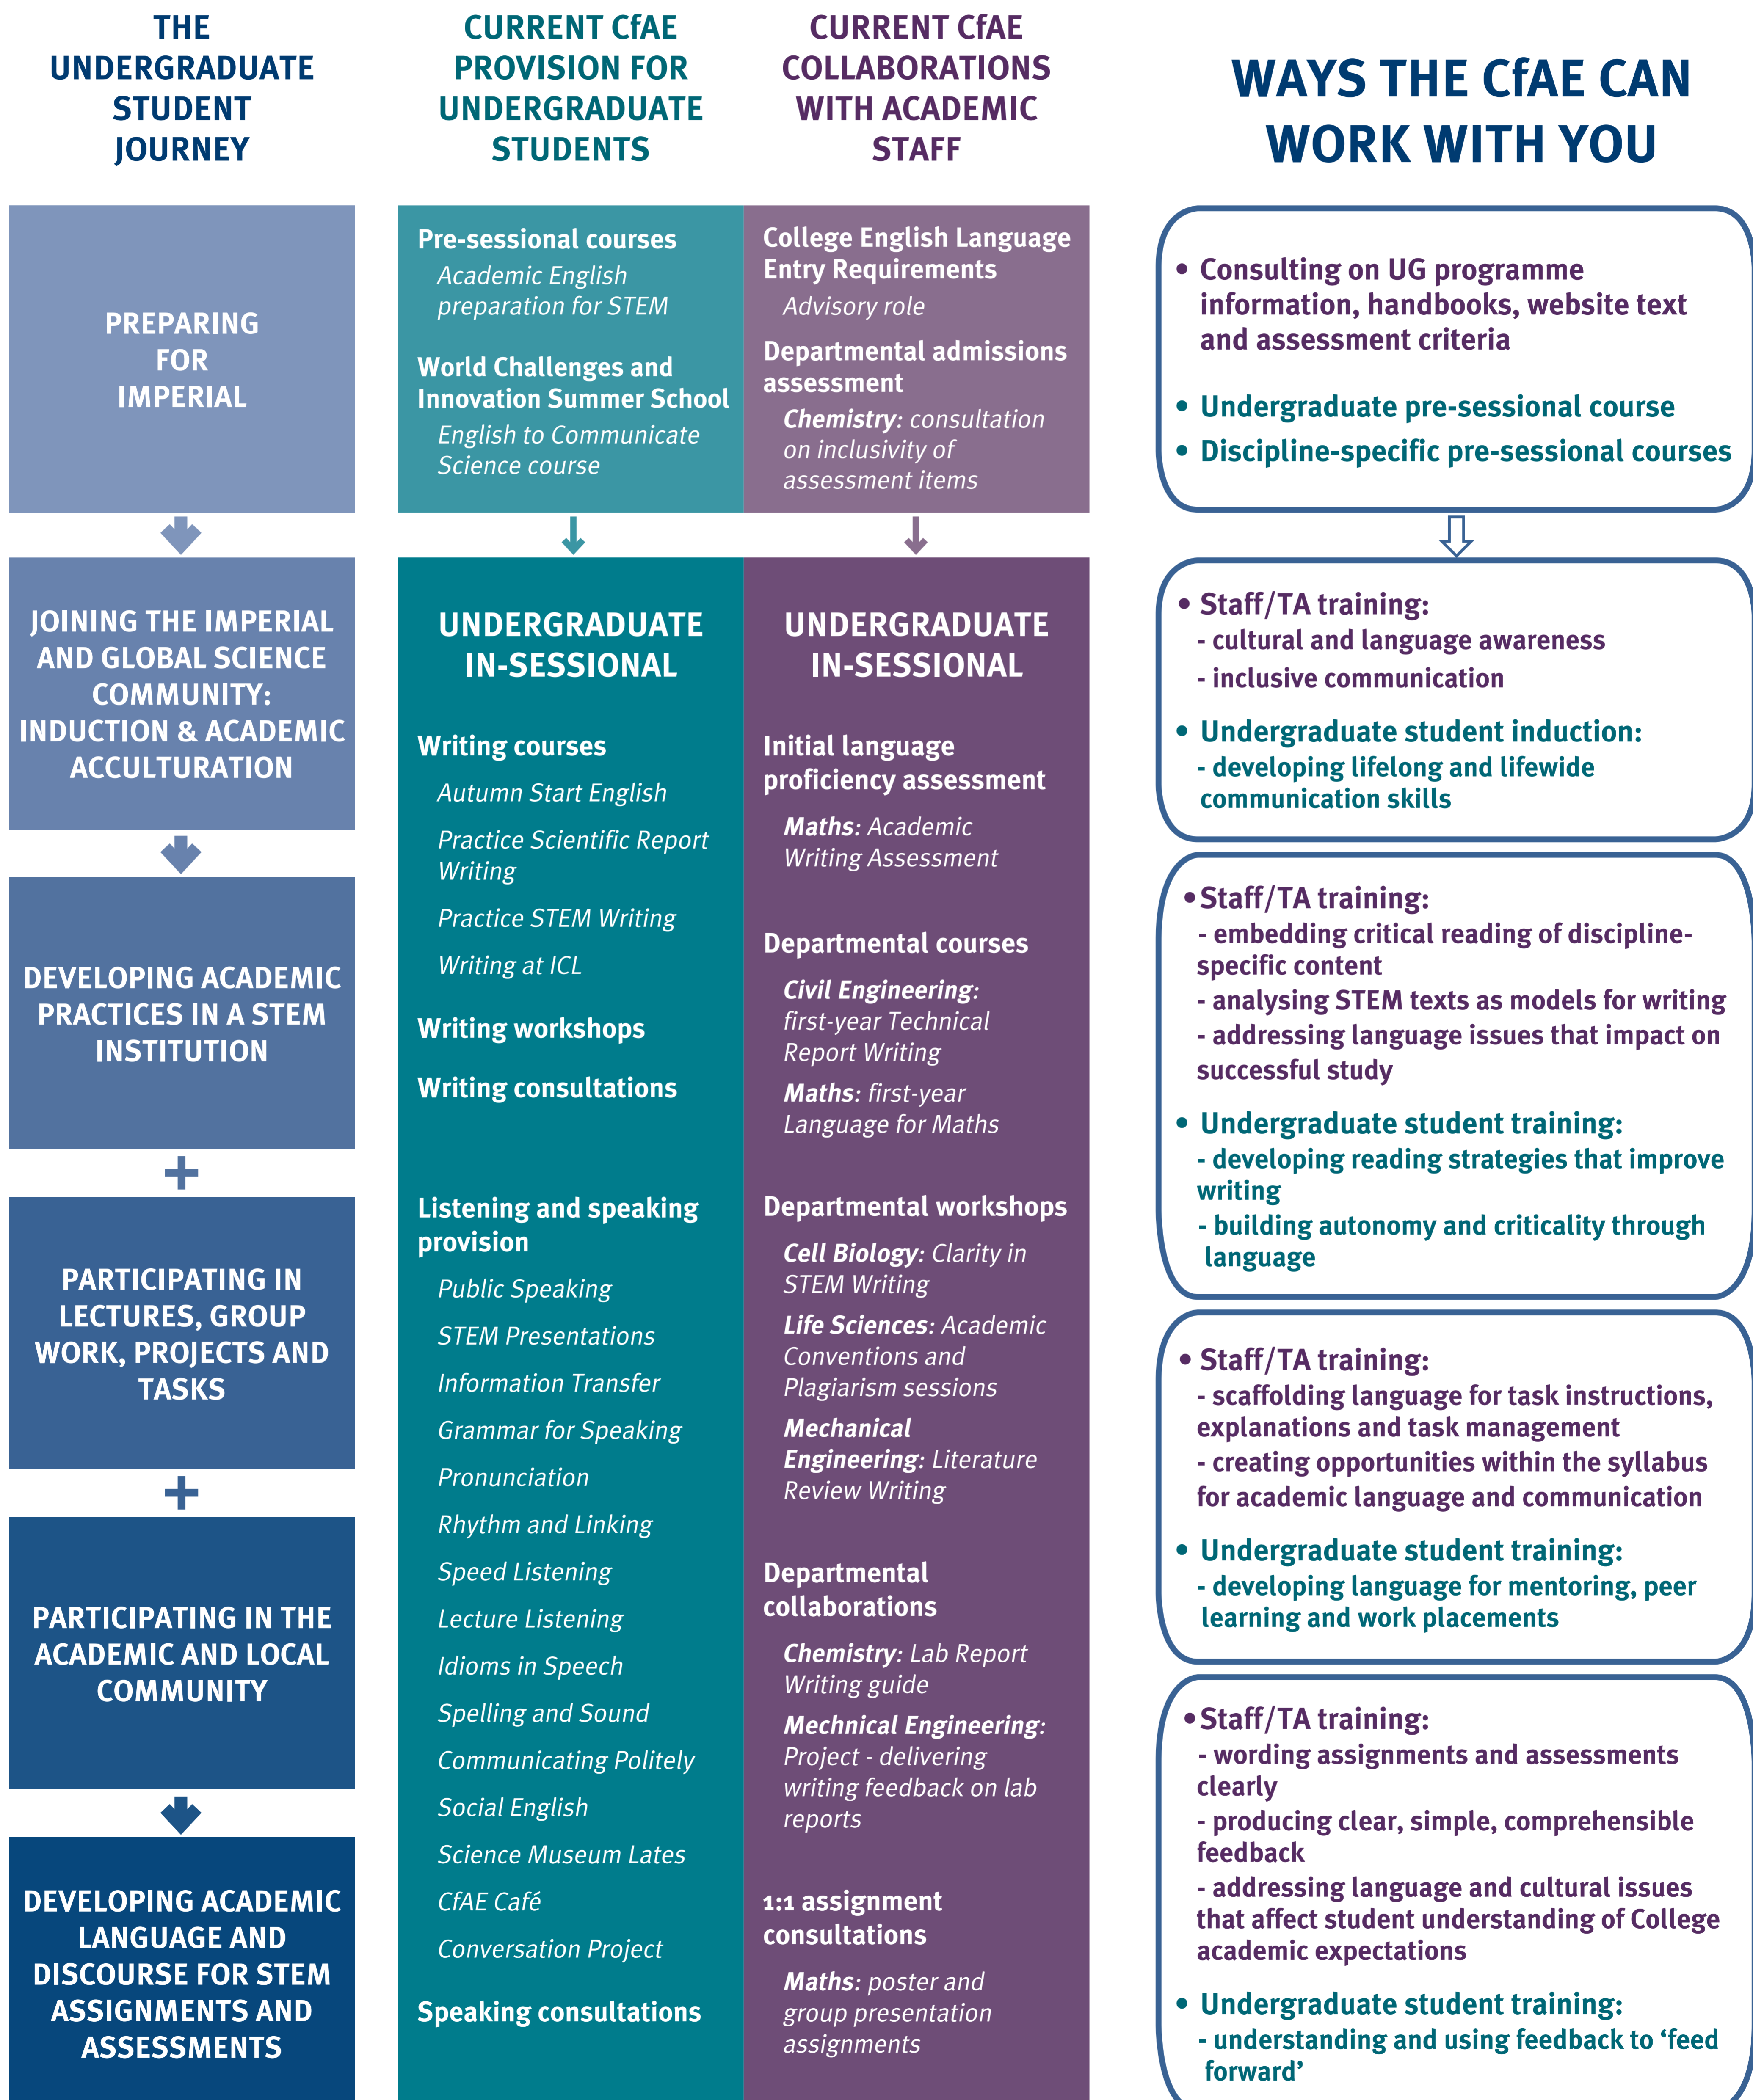 THE
UNDERGRADUATE
STUDENT
JOURNEY
PREPARING
FOR
IMPERIAL
JOINING THE IMPERIAL
AND GLOBAL SCIENCE
COMMUNITY:
INDUCTION & ACADEMIC
ACCULTURATION
DEVELOPING ACADEMIC
PRACTICES IN A STEM
INSTITUTION
+
PARTICIPATING IN
LECTURES, GROUP
WORK, PROJECTS AND
TASKS
+
PARTICIPATING IN THE
ACADEMIC AND LOCAL
COMMUNITY
DEVELOPING ACADEMIC
LANGUAGE AND
DISCOURSE FOR STEM
ASSIGNMENTS AND
ASSESSMENTS
CURRENT CfAE
PROVISION FOR
UNDERGRADUATE
STUDENTS
Pre-sessional courses
Academic English
preparation for STEM
World Challenges and
Innovation Summer School
English to Communicate
Science course
UNDERGRADUATE
IN-SESSIONAL
Writing courses
Autumn Start English
Practice Scientific Report
Writing
Practice STEM Writing
Writing at ICL
Writing workshops
Writing consultations
Listening and speaking
provision
Public Speaking
STEM Presentations
Information Transfer
Grammar for Speaking
Pronunciation
Rhythm and Linking
Speed Listening
Lecture Listening
Idioms in Speech
Spelling and Sound
Communicating Politely
Social English
Science Museum Lates
CfAE Café
Conversation Project
Speaking consultations
CURRENT CfAE
COLLABORATIONS
WITH ACADEMIC
STAFF
College English Language
Entry Requirements
Advisory role
Departmental admissions
assessment
Chemistry: consultation
on inclusivity of
assessment items
UNDERGRADUATE
IN-SESSIONAL
Initial language
proficiency assessment
Maths: Academic
Writing Assessment
Departmental courses
Civil Engineering:
first-year Technical
Report Writing
Maths: first-year
Language for Maths
Departmental workshops
Cell Biology: Clarity in
STEM Writing
Life Sciences: Academic
Conventions and
Plagiarism sessions
Mechanical
Engineering: Literature
Review Writing
Departmental
collaborations
Chemistry: Lab Report
Writing guide
Mechnical Engineering:
Project - delivering
writing feedback on lab
reports
1:1 assignment
consultations
Maths: poster and
group presentation
assignments
WAYS THE CfAE CAN
WORK WITH YOU
• Consulting on UG programme
information, handbooks, website text
and assessment criteria
• Undergraduate pre-sessional course
• Discipline-specific pre-sessional courses
• Staff/TA training:
- cultural and language awareness
- inclusive communication
• Undergraduate student induction:
- developing lifelong and lifewide
communication skills
• Staff/TA training:
- embedding critical reading of discipline-
specific content
- analysing STEM texts as models for writing
- addressing language issues that impact on
successful study
• Undergraduate student training:
- developing reading strategies that improve
writing
- building autonomy and criticality through
language
• Staff/TA training:
- scaffolding language for task instructions,
explanations and task management
- creating opportunities within the syllabus
for academic language and communication
• Undergraduate student training:
- developing language for mentoring, peer
learning and work placements
• Staff/TA training:
- wording assignments and assessments
clearly
- producing clear, simple, comprehensible
feedback
- addressing language and cultural issues
that affect student understanding of College
academic expectations
• Undergraduate student training:
- understanding and using feedback to ‘feed
forward’